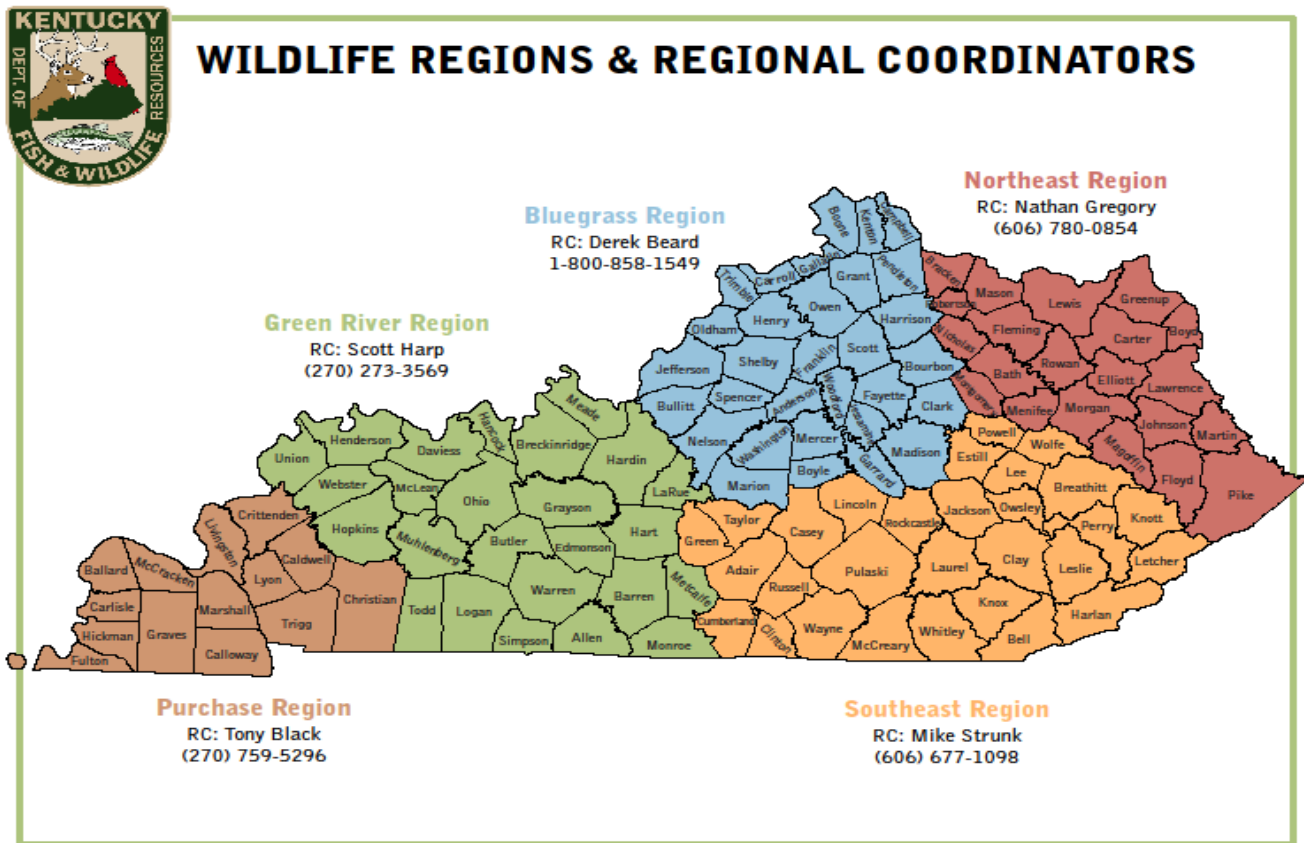 KENTUCKY
DEPT. OF
RESOURCES
FISH & WILDLIFE
WILDLIFE REGIONS & REGIONAL COORDINATORS
Northeast Region
RC: Nathan Gregory
(606) 780-0854
Bluegrass Region
RC: Derek Beard
1-800-858-1549
Green River Region
RC: Scott Harp
(270) 273-3569
Boone
Kenton
Campbell
Trimble
Carroll
Gallatin
Grant
Pendleton
Owen
Oldham
Henry
Harrison
Jefferson
Shelby
Franklin
Scott
Bourbon
Bullitt
Spencer
Anderson
Woodford
Fayette
Clark
Jessamine
Nelson
Washington
Mercer
Madison
Garrard
Boyle
Marion
Bracken
Mason
Lewis
Greenup
Robertson
Fleming
Carter
Boyd
Nicholas
Bath
Rowan
Elliott
Lawrence
Montgomery
Menifee
Morgan
Johnson
Martin
Magoffin
Floyd
Pike
Meade
Hancock
Breckinridge
Hardin
Henderson
Daviess
Union
Webster
McLean
Ohio
LaRue
Grayson
Hopkins
Muhlenberg
Butler
Edmonson
Hart
Warren
Barren
Metcalfe
Todd
Logan
Simpson
Allen
Monroe
Powell
Wolfe
Estill
Lee
Breathitt
Lincoln
Taylor
Casey
Rockcastle
Jackson
Owsley
Perry
Knott
Green
Adair
Pulaski
Laurel
Clay
Leslie
Letcher
Russell
Knox
Harlan
Cumberland
Clinton
Wayne
McCreary
Whitley
Bell
Crittenden
Livingston
Caldwell
Lyon
Ballard
McCracken
Christian
Carlisle
Marshall
Trigg
Hickman
Graves
Calloway
Fulton
Purchase Region
RC: Tony Black
(270) 759-5296
Southeast Region
RC: Mike Strunk
(606) 677-1098